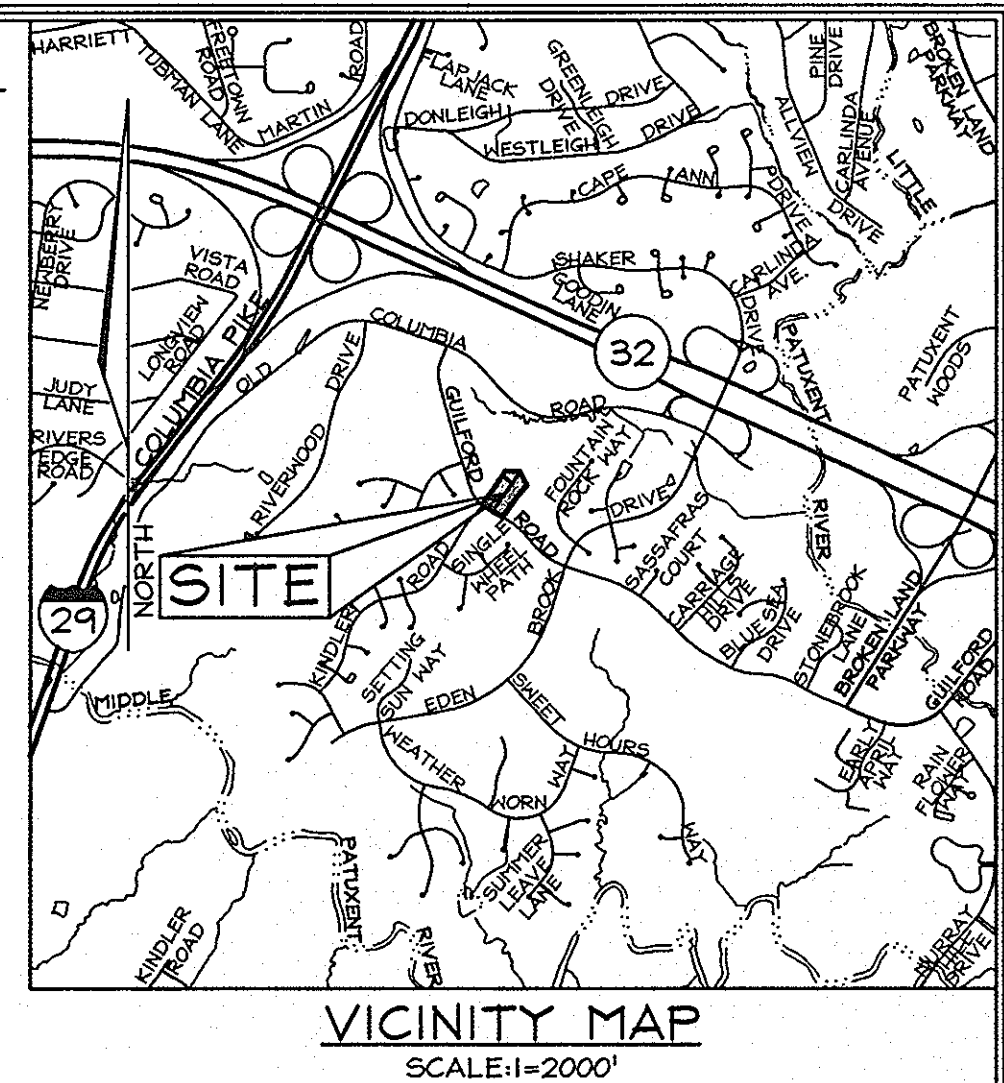 HARRIETT
TUBMAN LANE
FREETOWN
ROAD
ROAD
MARTIN
FLAPJACK
LANE
DONLEIGH
DRIVE
GREENLEIGH
DRIVE
WESTLEIGH
DRIVE
PINE
DRIVE
BROKEN LAND
PARKWAY
ALLVIEW
DRIVE
CARLINDA
AVENUE
LITTLE
CAPE
ANN
DRIVE
NEWBERRY
DRIVE
VISTA
ROAD
LONGVIEW
ROAD
COLUMBIA PIKE
SHAKER
DRIVE
GOODIN
LANE
CARLINDA
AVE.
PATUXENT
RIVER
PATUXENT
WOODS
32
OLD
COLUMBIA
ROAD
JUDY
LANE
RIVERS
EDGE
ROAD
RIVERWOOD
DRIVE
GUILFORD
ROAD
FOUNTAIN
ROCK WAY
DRIVE
NORTH
SITE
29
KINDLER
ROAD
SINGLE
WHEEL
PATH
SASSAFRAS
COURT
CARRIAGE
HILLS
DRIVE
BLUE SEA
DRIVE
STONEBROOK
LANE
BROKEN LAND
PARKWAY
GUILFORD
ROAD
SETTING
SUN WAY
EDEN
BROOK
SWEET
HOURS
WAY
WEATHER
WORN
WAY
EARLY
APRIL
WAY
RAIN
FLOWER
WAY
MIDDLE
PATUXENT
RIVER
SUMMER
LEAVE
LANE
KINDLER
ROAD
MURRAY
HILL
DRIVE
VICINITY MAP
SCALE:1=2000'